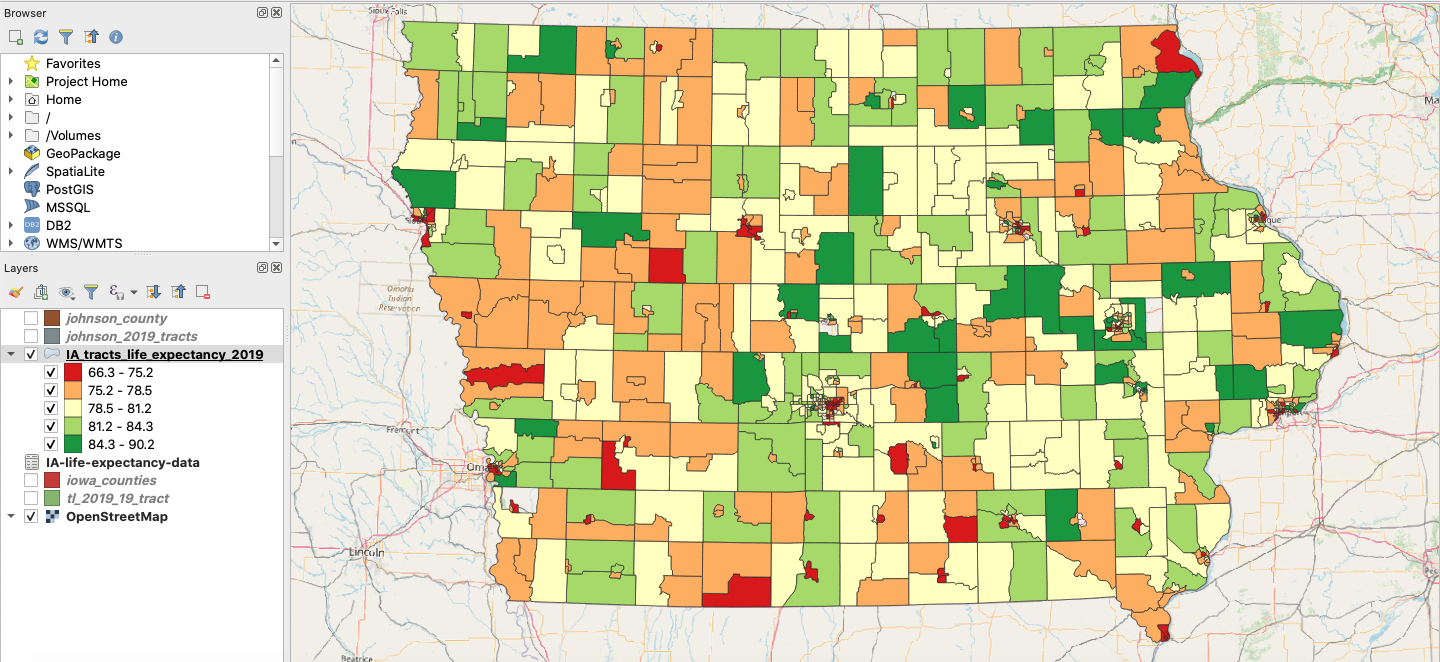 Browser
Favorites
Project Home
Home
/
/Volumes
GeoPackage
SpatiaLite
PostGIS
MSSQL
DB2
DB2
WMS/WMTS
Layers
johnson_county
johnson_2019_tracts
IA_tracts_life_expectancy_2019
66.3 - 75.2
75.2 - 78.5
78.5 - 81.2
81.2 - 84.3
84.3 - 90.2
IA-life-expectancy-data
iowa_counties
tl_2019_19_tract
OpenStreetMap
Sioux Falls
Omaha
Indian
Reservation
Fremont
Lincoln
Beatrice